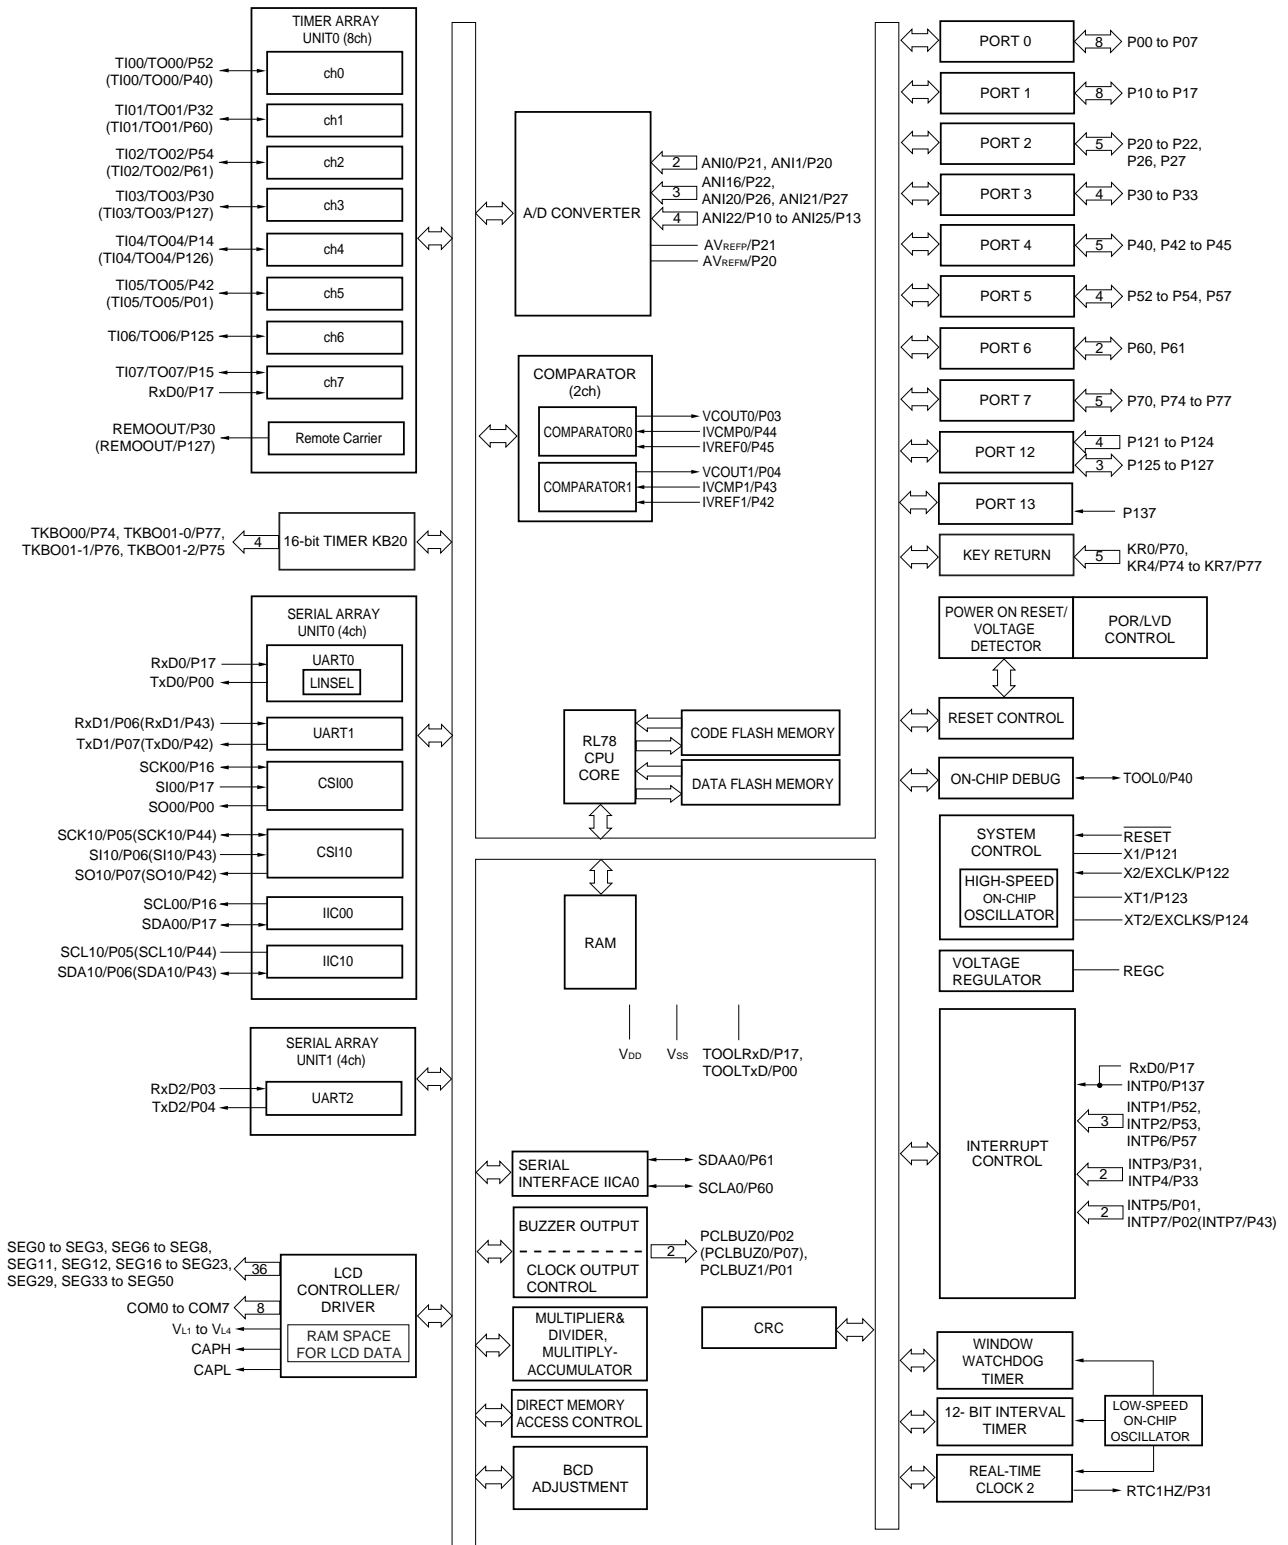 TIMER ARRAY
UNIT0 (8ch)
TI00/TO00/P52
(TI00/TO00/P40)
ch0
TI01/TO01/P32
(TI01/TO01/P60)
ch1
TI02/TO02/P54
(TI02/TO02/P61)
ch2
TI03/TO03/P30
(TI03/TO03/P127)
ch3
TI04/TO04/P14
(TI04/TO04/P126)
ch4
TI05/TO05/P42
(TI05/TO05/P01)
ch5
TI06/TO06/P125
ch6
TI07/TO07/P15
RxD0/P17
ch7
REMOOUT/P30
(REMOOUT/P127)
Remote Carrier
TKBO00/P74, TKBO01-0/P77,
TKBO01-1/P76, TKBO01-2/P75
4
16-bit TIMER KB20
SERIAL ARRAY
UNIT0 (4ch)
RxD0/P17
TxD0/P00
UART0
LINSEL
RxD1/P06(RxD1/P43)
TxD1/P07(TxD0/P42)
UART1
SCK00/P16
SI00/P17
SO00/P00
CSI00
SCK10/P05(SCK10/P44)
SI10/P06(SI10/P43)
SO10/P07(SO10/P42)
CSI10
SCL00/P16
SDA00/P17
IIC00
SCL10/P05(SCL10/P44)
SDA10/P06(SDA10/P43)
IIC10
SERIAL ARRAY
UNIT1 (4ch)
RxD2/P03
TxD2/P04
UART2
SEG0 to SEG3, SEG6 to SEG8,
SEG11, SEG12, SEG16 to SEG23,
SEG29, SEG33 to SEG50
36
COM0 to COM7
8
VL1 to VL4
CAPH
CAPL
LCD
CONTROLLER/
DRIVER
RAM SPACE
FOR LCD DATA
A/D CONVERTER
2
ANI0/P21, ANI1/P20
3
ANI16/P22,
ANI20/P26, ANI21/P27
4
ANI22/P10 to ANI25/P13
AVREFP/P21
AVREFM/P20
COMPARATOR
(2ch)
COMPARATOR0
VCOUT0/P03
IVCMP0/P44
IVREF0/P45
COMPARATOR1
VCOUT1/P04
IVCMP1/P43
IVREF1/P42
RL78
CPU
CORE
CODE FLASH MEMORY
DATA FLASH MEMORY
RAM
VDD
VSS
TOOLRxD/P17,
TOOLTxD/P00
SERIAL
INTERFACE IICA0
SDAA0/P61
SCLA0/P60
BUZZER OUTPUT
CLOCK OUTPUT
CONTROL
2
PCLBUZ0/P02
(PCLBUZ0/P07),
PCLBUZ1/P01
MULTIPLIER&
DIVIDER,
MULITIPLY-
ACCUMULATOR
DIRECT MEMORY
ACCESS CONTROL
BCD
ADJUSTMENT
CRC
PORT 0
8
P00 to P07
PORT 1
8
P10 to P17
PORT 2
5
P20 to P22,
P26, P27
PORT 3
4
P30 to P33
PORT 4
5
P40, P42 to P45
PORT 5
4
P52 to P54, P57
PORT 6
2
P60, P61
PORT 7
5
P70, P74 to P77
PORT 12
4
P121 to P124
3
P125 to P127
PORT 13
P137
KEY RETURN
5
KR0/P70,
KR4/P74 to KR7/P77
POWER ON RESET/
VOLTAGE
DETECTOR
POR/LVD
CONTROL
RESET CONTROL
ON-CHIP DEBUG
TOOL0/P40
SYSTEM
CONTROL
HIGH-SPEED
ON-CHIP
OSCILLATOR
RESET
X1/P121
X2/EXCLK/P122
XT1/P123
XT2/EXCLKS/P124
VOLTAGE
REGULATOR
REGC
INTERRUPT
CONTROL
RxD0/P17
INTP0/P137
3
INTP1/P52,
INTP2/P53,
INTP6/P57
2
INTP3/P31,
INTP4/P33
2
INTP5/P01,
INTP7/P02(INTP7/P43)
WINDOW
WATCHDOG
TIMER
12- BIT INTERVAL
TIMER
LOW-SPEED
ON-CHIP
OSCILLATOR
REAL-TIME
CLOCK 2
RTC1HZ/P31